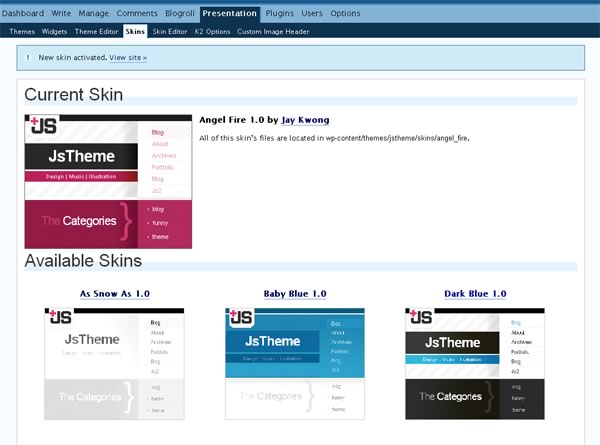 Dashboard Write Manage Comments Blogroll Presentation Plugins Users Options
Themes Widgets Theme Editor Skins Skin Editor K2 Options Custom Image Header
! New skin activated. View site »
Current Skin
+JS
Blog
About
Archives
Portfolio
Blog
Js2
JsTheme
Design | Music | Illustration
The Categories }
• blog
• funny
• theme
Angel Fire 1.0 by Jay Kwong
All of this skin's files are located in wp-content/themes/jstheme/skins/angel_fire.
Available Skins
As Snow As 1.0
+JS
Blog
About
Archives
Portfolio
Blog
Js2
JsTheme
Design Music Illustration
The Categories }
blog
funny
theme
Baby Blue 1.0
+JS
Blog
About
Archives
Portfolio
Blog
Js2
JsTheme
Design Music Illustration
The Categories }
blog
funny
theme
Dark Blue 1.0
+JS
Blog
About
Archives
Portfolio
Blog
Js2
JsTheme
Design Music Illustration
The Categories }
blog
funny
theme